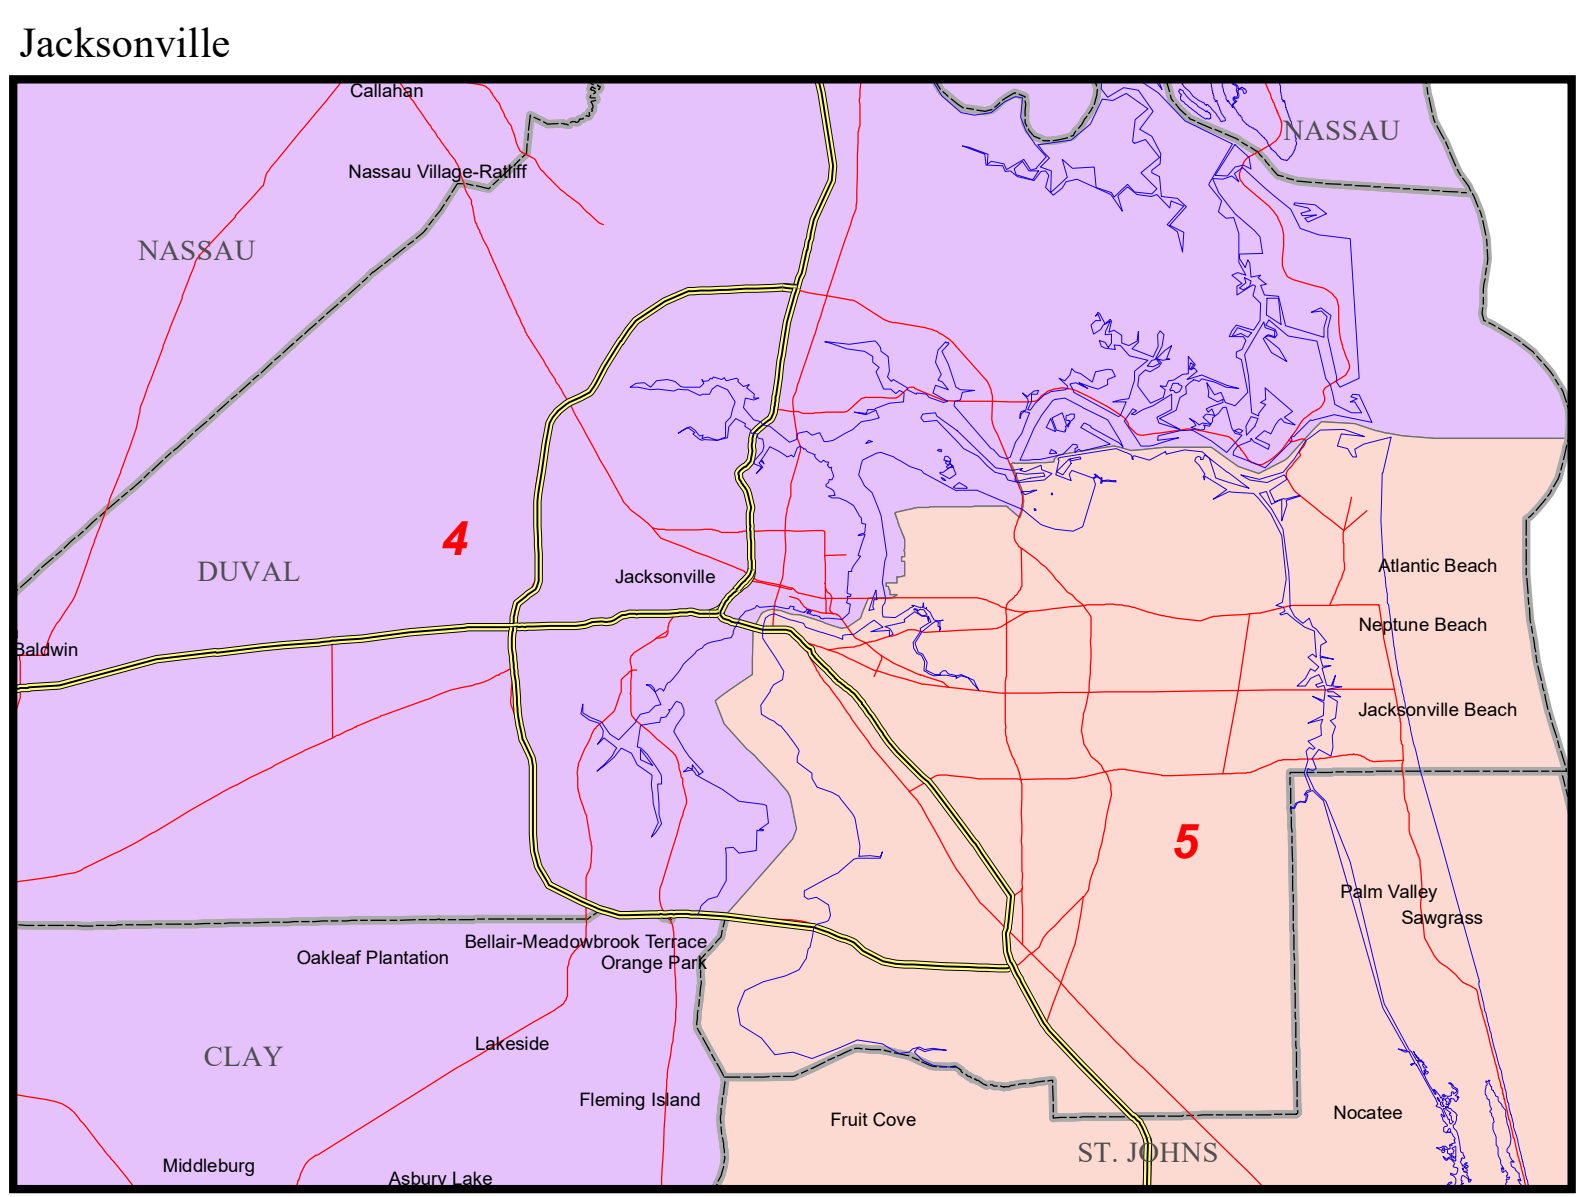 Jacksonville
Callahan
NASSAU
Nassau Village-Ratliff
NASSAU
4
Atlantic Beach
DUVAL
Jacksonville
Neptune Beach
Baldwin
Jacksonville Beach
5
Palm Valley
Sawgrass
Bellair-Meadowbrook Terrace
Oakleaf Plantation
Orange Park
Lakeside
CLAY
Fleming Island
Nocatee
Fruit Cove
ST. JOHNS
Middleburg
Asbury Lake